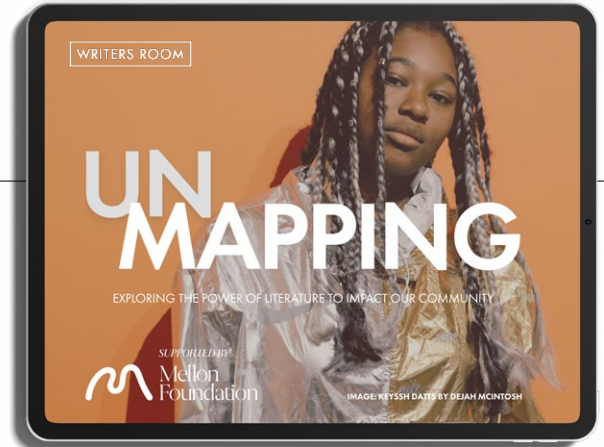 WRITERS ROOM
UN
MAPPING
EXPLORING THE POWER OF LITERATURE TO IMPACT OUR COMMUNITY
SUPPORTED BY
Mellon
Foundation
IMAGE: KEYSSH DATTS BY DEJAH MCINTOSH